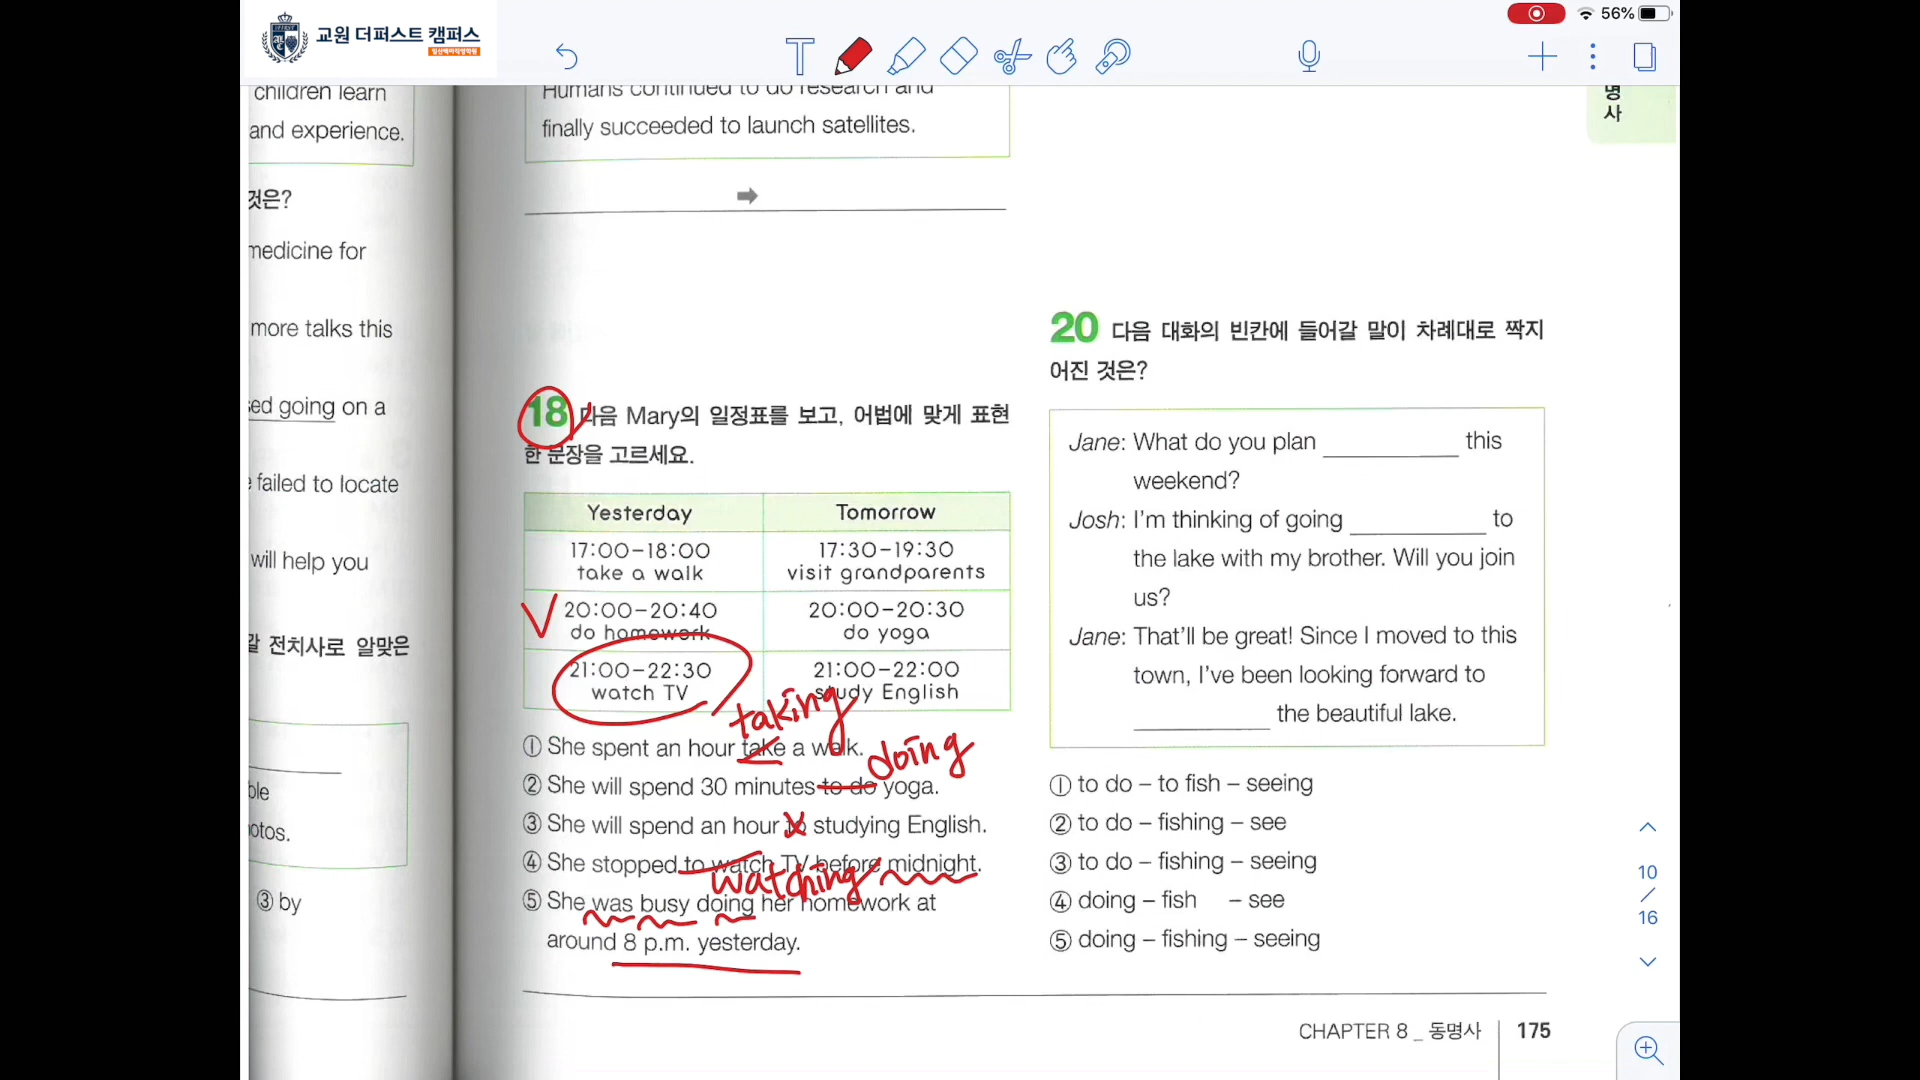 교원 더퍼스트 캠퍼스
56%
children learn
and experience.
것은?
medicine for
more talks this
going on a
failed to locate
will help you
전치사로 알맞은
③ by
Humans continued to do research and
finally succeeded to launch satellites.
➡
18 다음 Mary의 일정표를 보고, 어법에 맞게 표현
한 문장을 고르세요.
Yesterday Tomorrow
17:00–18:00 17:30–19:30
take a walk visit grandparents
20:00–20:40 20:00–20:30
do homework do yoga
21:00–22:30 21:00–22:00
watch TV study English
taking
① She spent an hour take a walk.
doing
② She will spend 30 minutes to do yoga.
③ She will spend an hour to studying English.
④ She stopped to watch TV before midnight.
watching
⑤ She was busy doing her homework at
around 8 p.m. yesterday.
명
사
20 다음 대화의 빈칸에 들어갈 말이 차례대로 짝지
어진 것은?
Jane: What do you plan ________ this
weekend?
Josh: I'm thinking of going ________ to
the lake with my brother. Will you join
us?
Jane: That'll be great! Since I moved to this
town, I've been looking forward to
________ the beautiful lake.
① to do – to fish – seeing
② to do – fishing – see
③ to do – fishing – seeing
④ doing – fish – see
⑤ doing – fishing – seeing
CHAPTER 8 _ 동명사 175
10
/
16